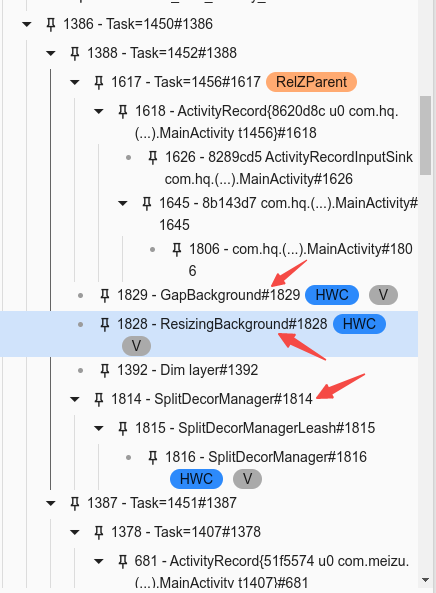 1386 - Task=1450#1386
1388 - Task=1452#1388
1617 - Task=1456#1617 RelZParent
1618 - ActivityRecord{8620d8c u0 com.hq.
(...).MainActivity t1456}#1618
1626 - 8289cd5 ActivityRecordInputSink
com.hq.(...).MainActivity#1626
1645 - 8b143d7 com.hq.(...).MainActivity#
1645
1806 - com.hq.(...).MainActivity#180
6
1829 - GapBackground#1829 HWC V
1828 - ResizingBackground#1828 HWC
V
1392 - Dim layer#1392
1814 - SplitDecorManager#1814
1815 - SplitDecorManagerLeash#1815
1816 - SplitDecorManager#1816
HWC V
1387 - Task=1451#1387
1378 - Task=1407#1378
681 - ActivityRecord{51f5574 u0 com.meizu.
(...).MainActivity t1407}#681